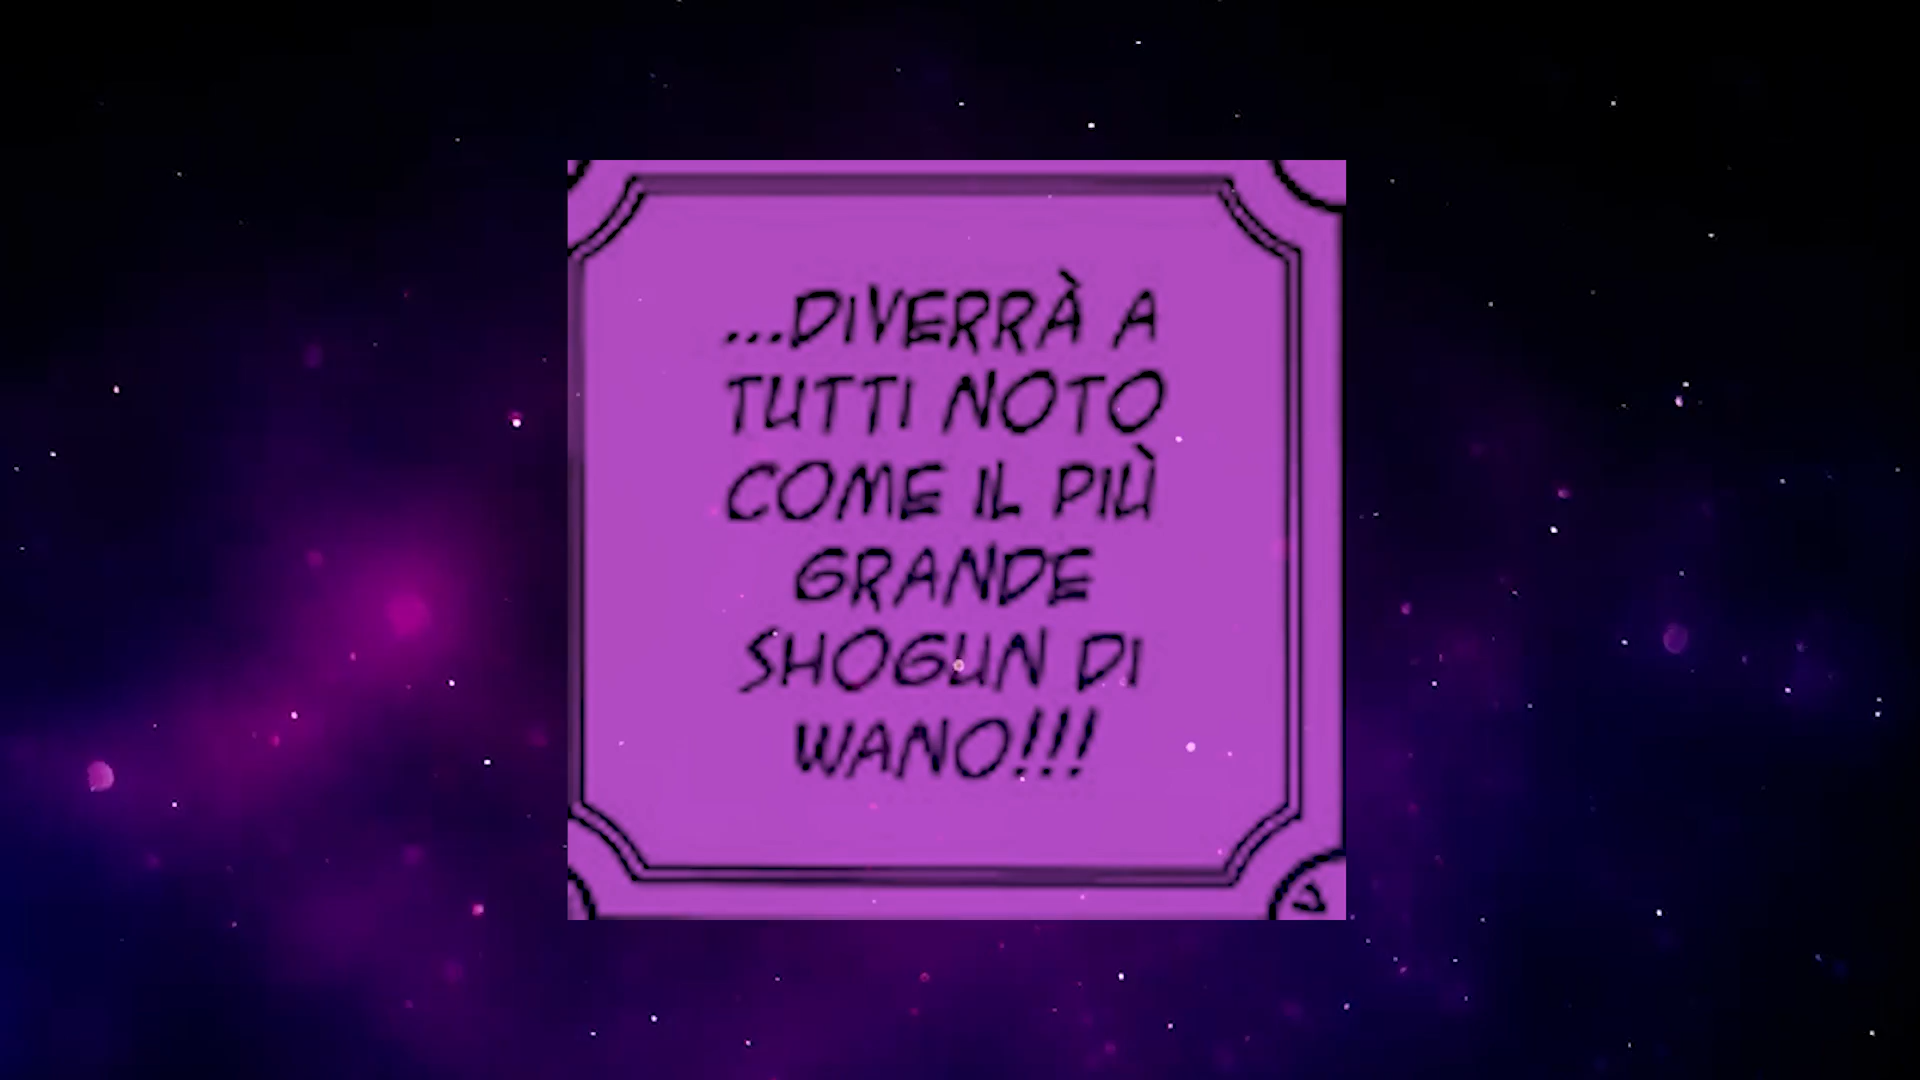 ...DIVERRÀ A
TUTTI NOTO
COME IL PIÙ
GRANDE
SHOGUN DI
WANO!!!